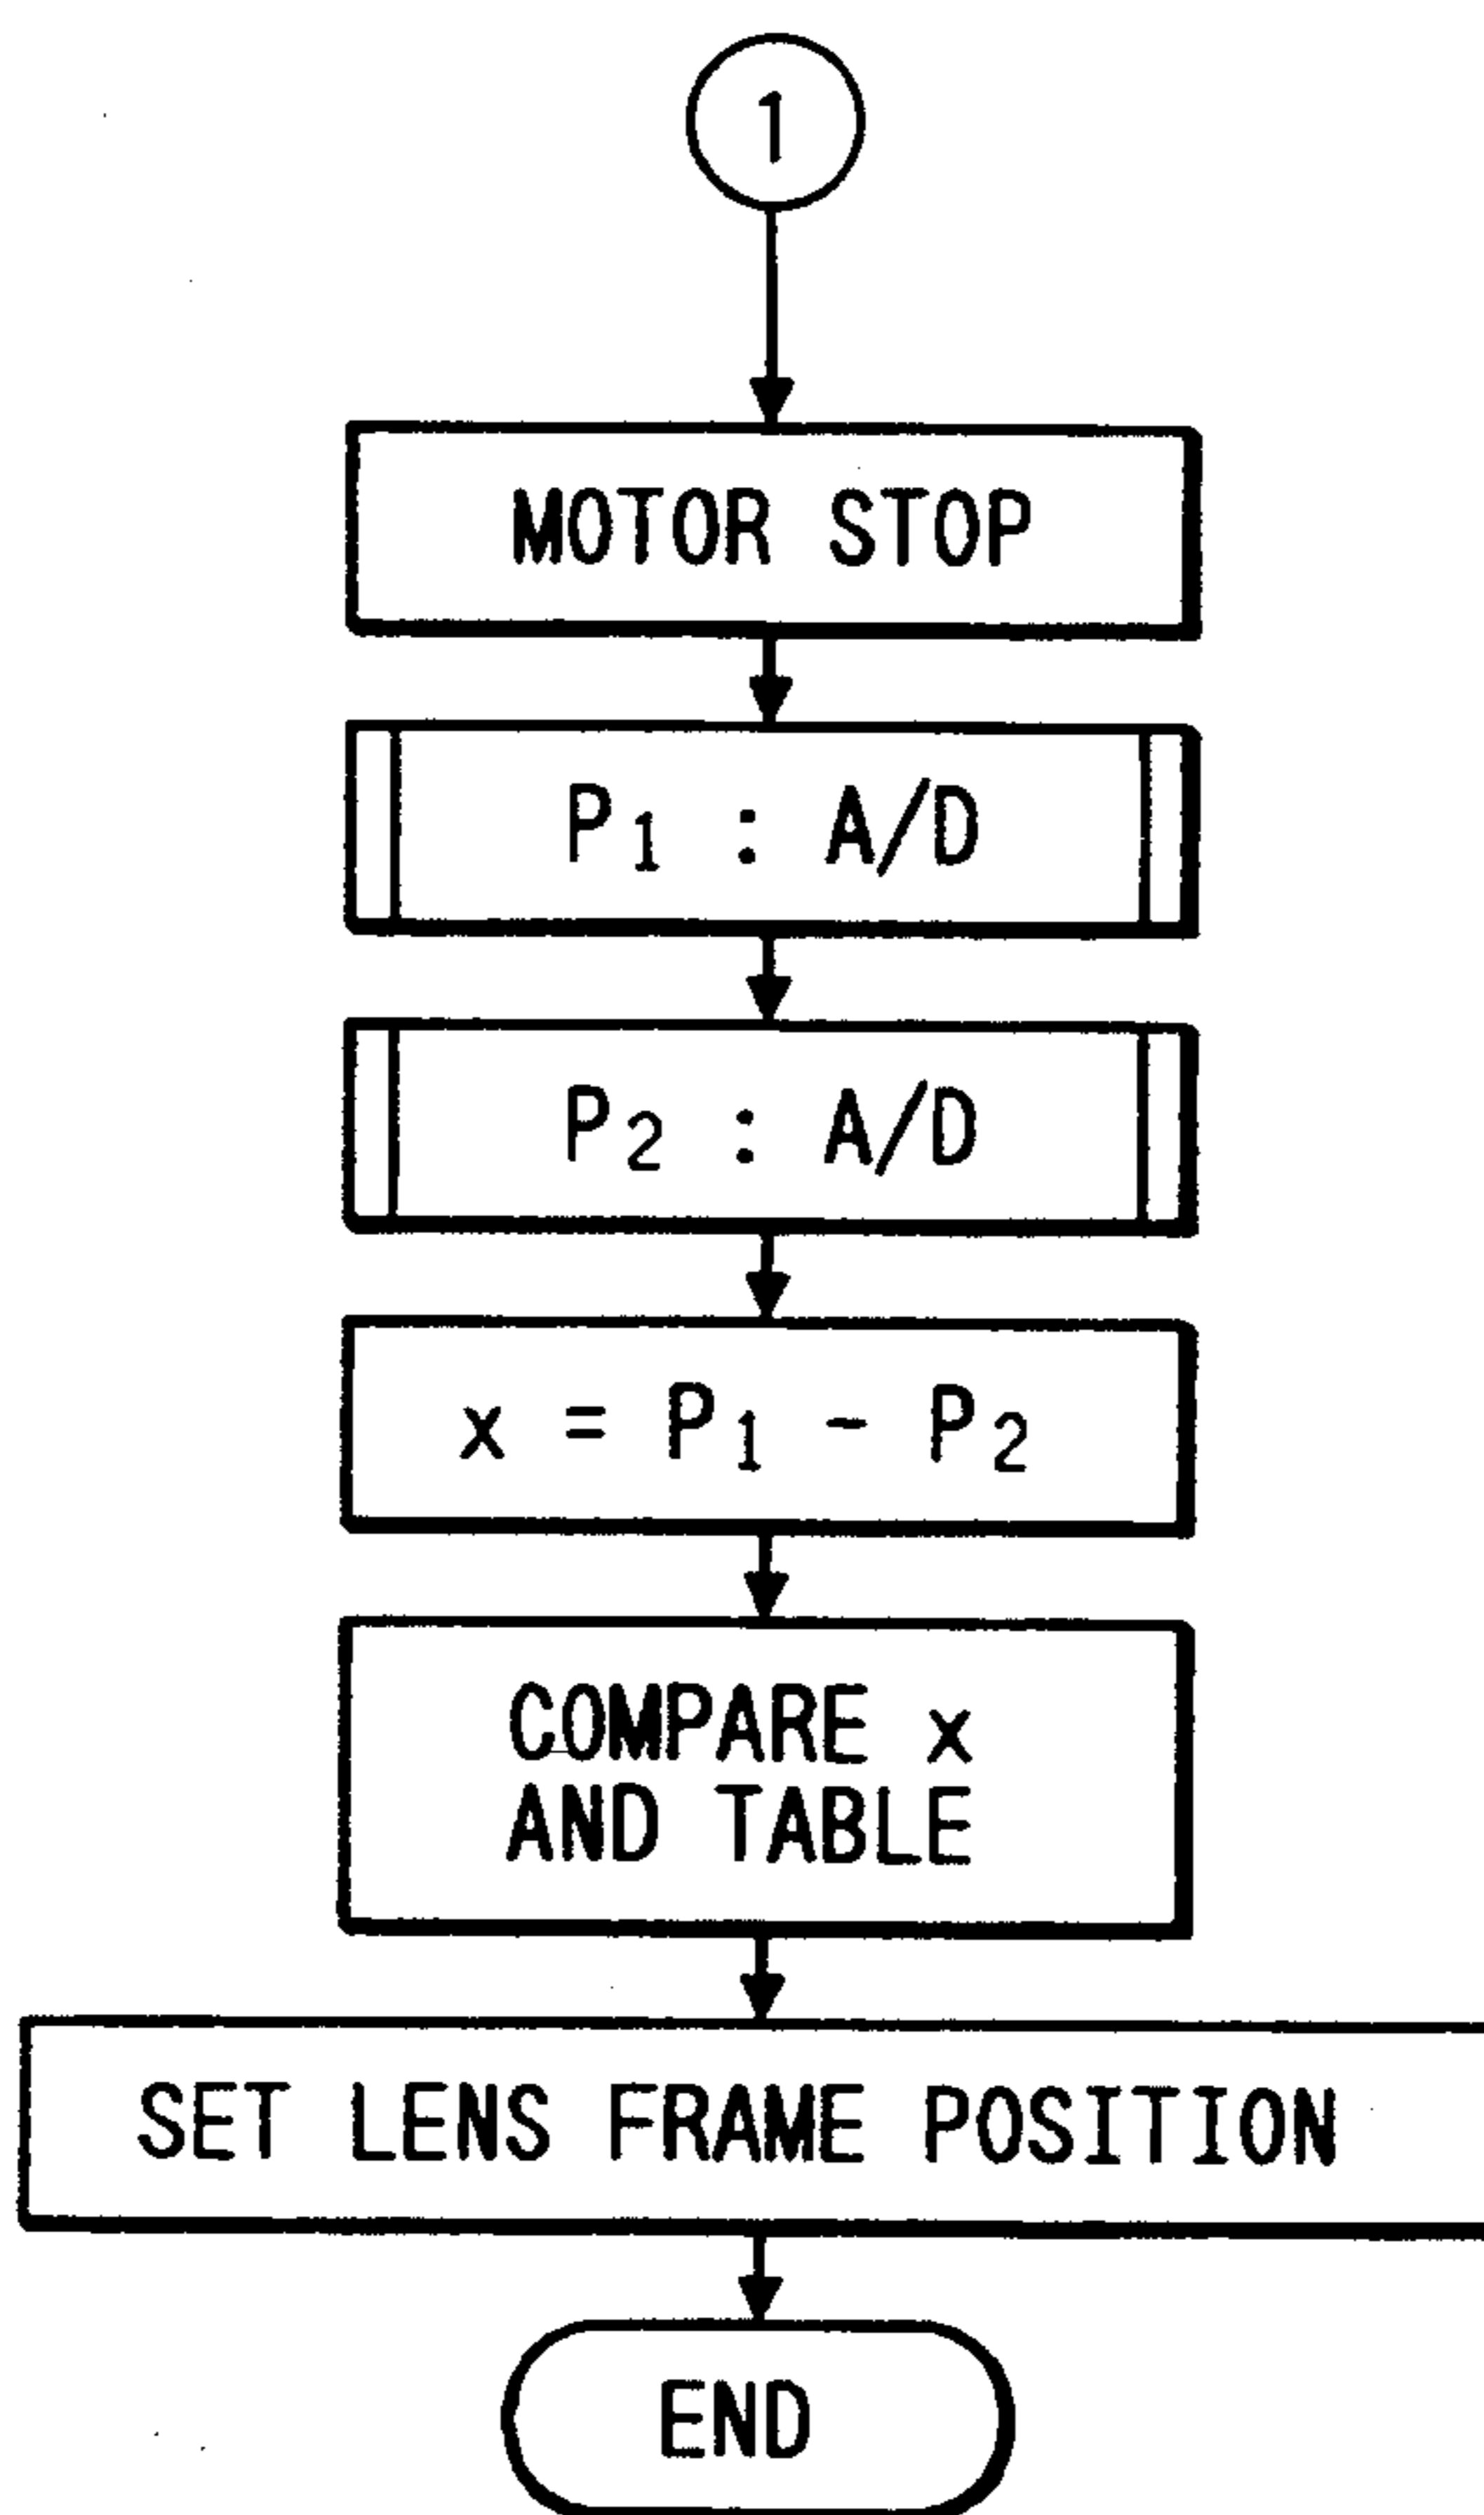 1
MOTOR STOP
P₁ : A/D
P₂ : A/D
x = P₁ - P₂
COMPARE x
AND TABLE
SET LENS FRAME POSITION
END